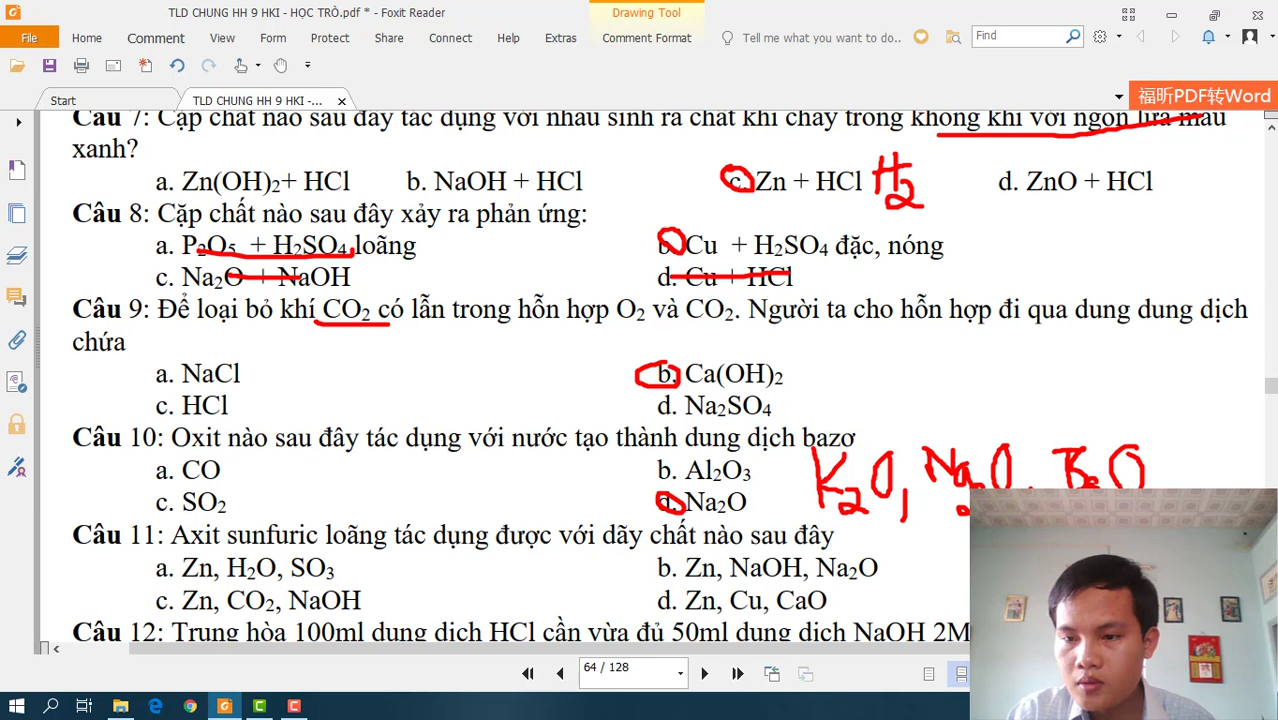 TLD CHUNG HH 9 HKI - HỌC TRÒ.pdf * - Foxit Reader
Drawing Tool
File Home Comment View Form Protect Share Connect Help Extras Comment Format Tell me what you want to do.. Find
Start TLD CHUNG HH 9 HKI -...
福昕PDF转Word
Câu 7: Cặp chất nào sau đây tác dụng với nhau sinh ra chất khí cháy trong không khí với ngọn lửa màu
xanh?
a. Zn(OH)₂+ HCl b. NaOH + HCl c. Zn + HCl H₂ d. ZnO + HCl
Câu 8: Cặp chất nào sau đây xảy ra phản ứng:
a. P₂O₅ + H₂SO₄ loãng b. Cu + H₂SO₄ đặc, nóng
c. Na₂O + NaOH d. Cu + HCl
Câu 9: Để loại bỏ khí CO₂ có lẫn trong hỗn hợp O₂ và CO₂. Người ta cho hỗn hợp đi qua dung dung dịch
chứa
a. NaCl b. Ca(OH)₂
c. HCl d. Na₂SO₄
Câu 10: Oxit nào sau đây tác dụng với nước tạo thành dung dịch bazơ
a. CO b. Al₂O₃ K₂O, Na₂O,
c. SO₂ d. Na₂O
Câu 11: Axit sunfuric loãng tác dụng được với dãy chất nào sau đây
a. Zn, H₂O, SO₃ b. Zn, NaOH, Na₂O
c. Zn, CO₂, NaOH d. Zn, Cu, CaO
Câu 12: Trung hòa 100ml dung dịch HCl cần vừa đủ 50ml dung dịch NaOH 2M
64 / 128